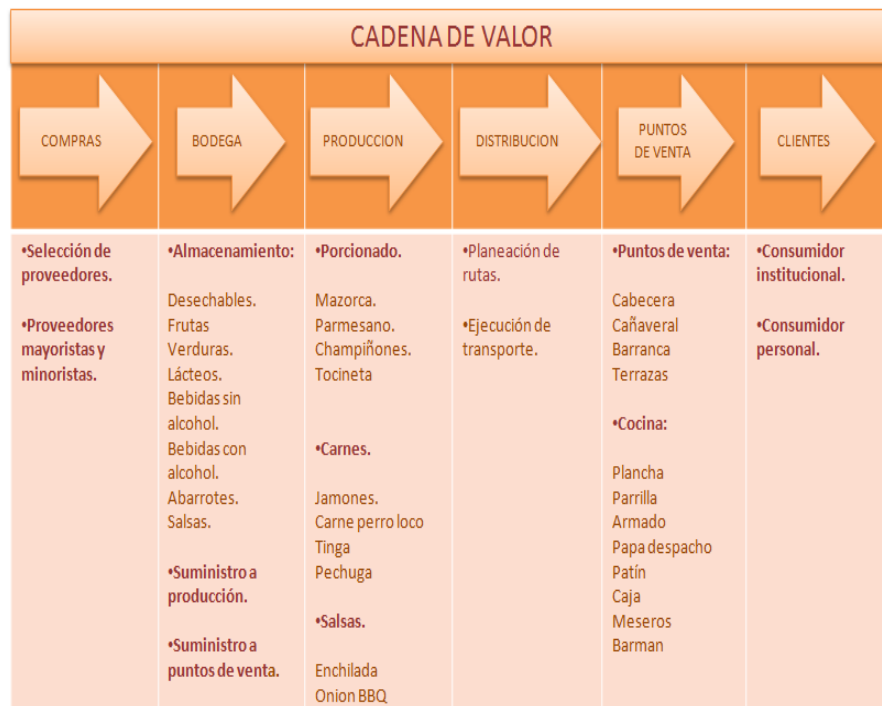 CADENA DE VALOR
COMPRAS
BODEGA
PRODUCCION
DISTRIBUCION
PUNTOS
DE VENTA
CLIENTES
•Selección de
proveedores.
•Proveedores
mayoristas y
minoristas.
•Almacenamiento:
Desechables.
Frutas
Verduras.
Lácteos.
Bebidas sin
alcohol.
Bebidas con
alcohol.
Abarrotes.
Salsas.
•Suministro a
producción.
•Suministro a
puntos de venta.
•Porcionado.
Mazorca.
Parmesano.
Champiñones.
Tocineta
•Carnes.
Jamones.
Carne perro loco
Tinga
Pechuga
•Salsas.
Enchilada
Onion BBQ
•Planeación de
rutas.
•Ejecución de
transporte.
•Puntos de venta:
Cabecera
Cañaveral
Barranca
Terrazas
•Cocina:
Plancha
Parrilla
Armado
Papa despacho
Patín
Caja
Meseros
Barman
•Consumidor
institucional.
•Consumidor
personal.